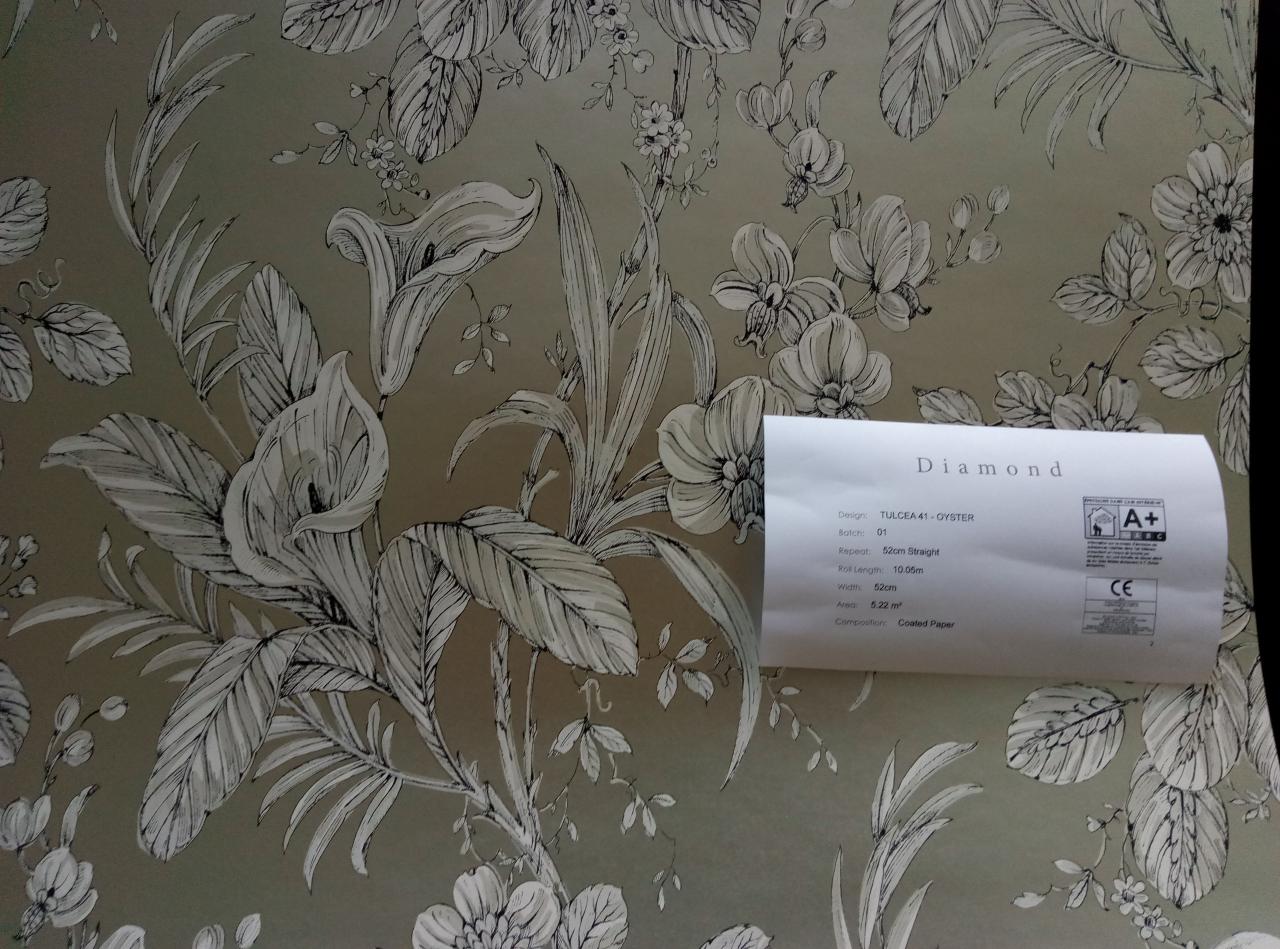 Diamond
Design: TULCEA 41 - OYSTER
Batch: 01
Repeat: 52cm Straight
Roll Length: 10.05m
Width: 52cm
Area: 5.22 m²
Composition: Coated Paper
A+
CE